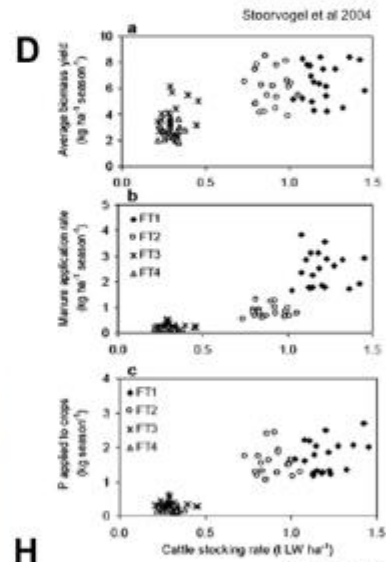 Stoorvogel et al 2004
D
a
Average biomass yield
(kg ha⁻¹ season⁻¹)
10
8
6
4
2
0
0.0
0.5
1.0
1.5
b
Manure application rate
(kg ha⁻¹ season⁻¹)
5
4
3
2
1
0
FT1
FT2
FT3
FT4
0.0
0.5
1.0
1.5
c
P applied to crops
(kg season⁻¹)
4
2
0
FT1
FT2
FT3
FT4
0.0
0.5
1.0
1.5
H
Cattle stocking rate (t LW ha⁻¹)